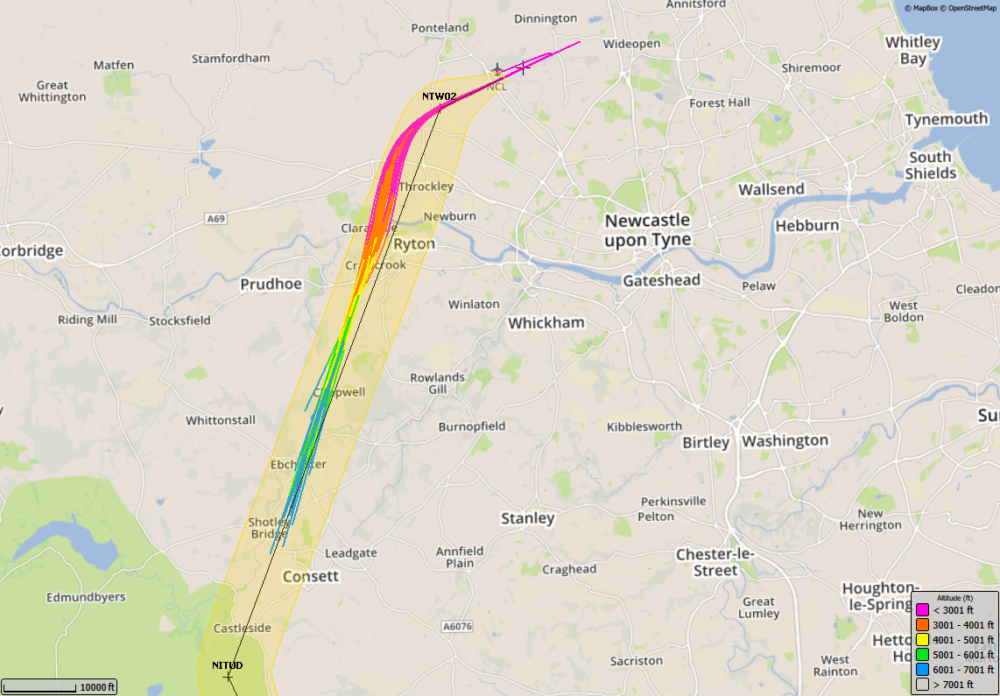 Annitsford
© MapBox © OpenStreetMap
Dinnington
Ponteland
Wideopen
Whitley
Bay
Stamfordham
Matfen
Shiremoor
Great
Whittington
NCL
NTW02
Forest Hall
Tynemouth
South
Shields
Throckley
Wallsend
A69
Newburn
Newcastle
upon Tyne
Hebburn
Ryton
Prudhoe
Gateshead
Pelaw
Winlaton
West
Boldon
Riding Mill
Stocksfield
Whickham
Rowlands
Gill
Whittonstall
Burnopfield
Kibblesworth
Birtley
Washington
Perkinsville
Pelton
Stanley
New
Herrington
Shotley
Bridge
Leadgate
Annfield
Plain
Craghead
Chester-le-
Street
Consett
Houghton-
le-Spring
Edmundbyers
Great
Lumley
Castleside
A6076
Sacriston
West
Rainton
NITUD
10000 ft
Altitude (ft)
< 3001 ft
3001 - 4001 ft
4001 - 5001 ft
5001 - 6001 ft
6001 - 7001 ft
> 7001 ft